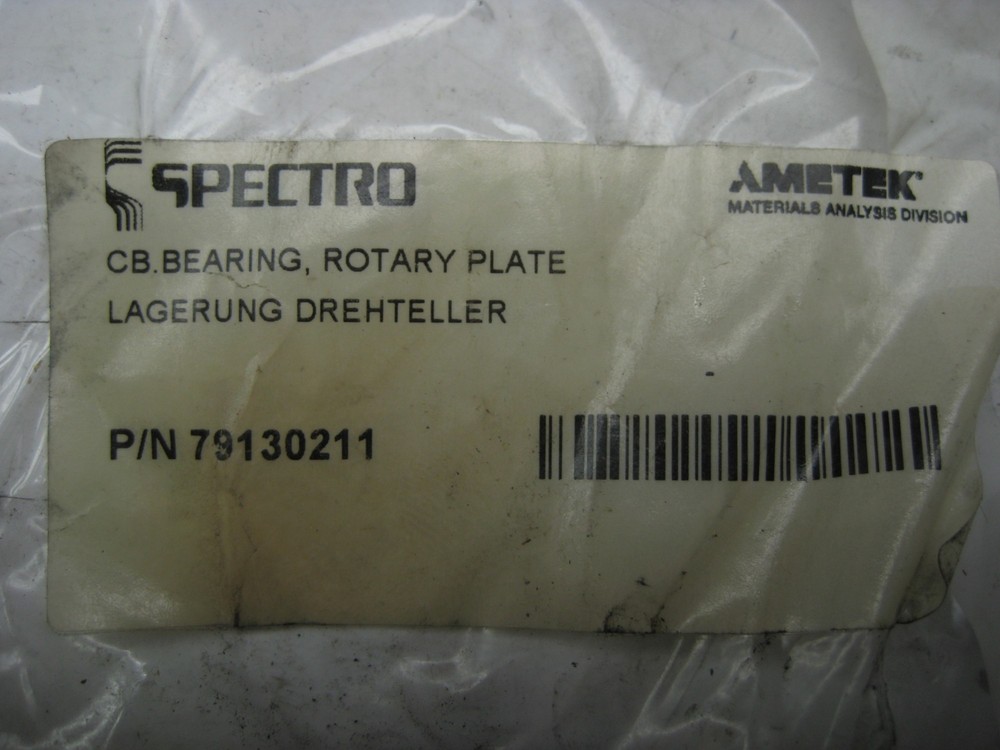 SPECTRO
AMETEK®
MATERIALS ANALYSIS DIVISION
CB.BEARING, ROTARY PLATE
LAGERUNG DREHTELLER
P/N 79130211